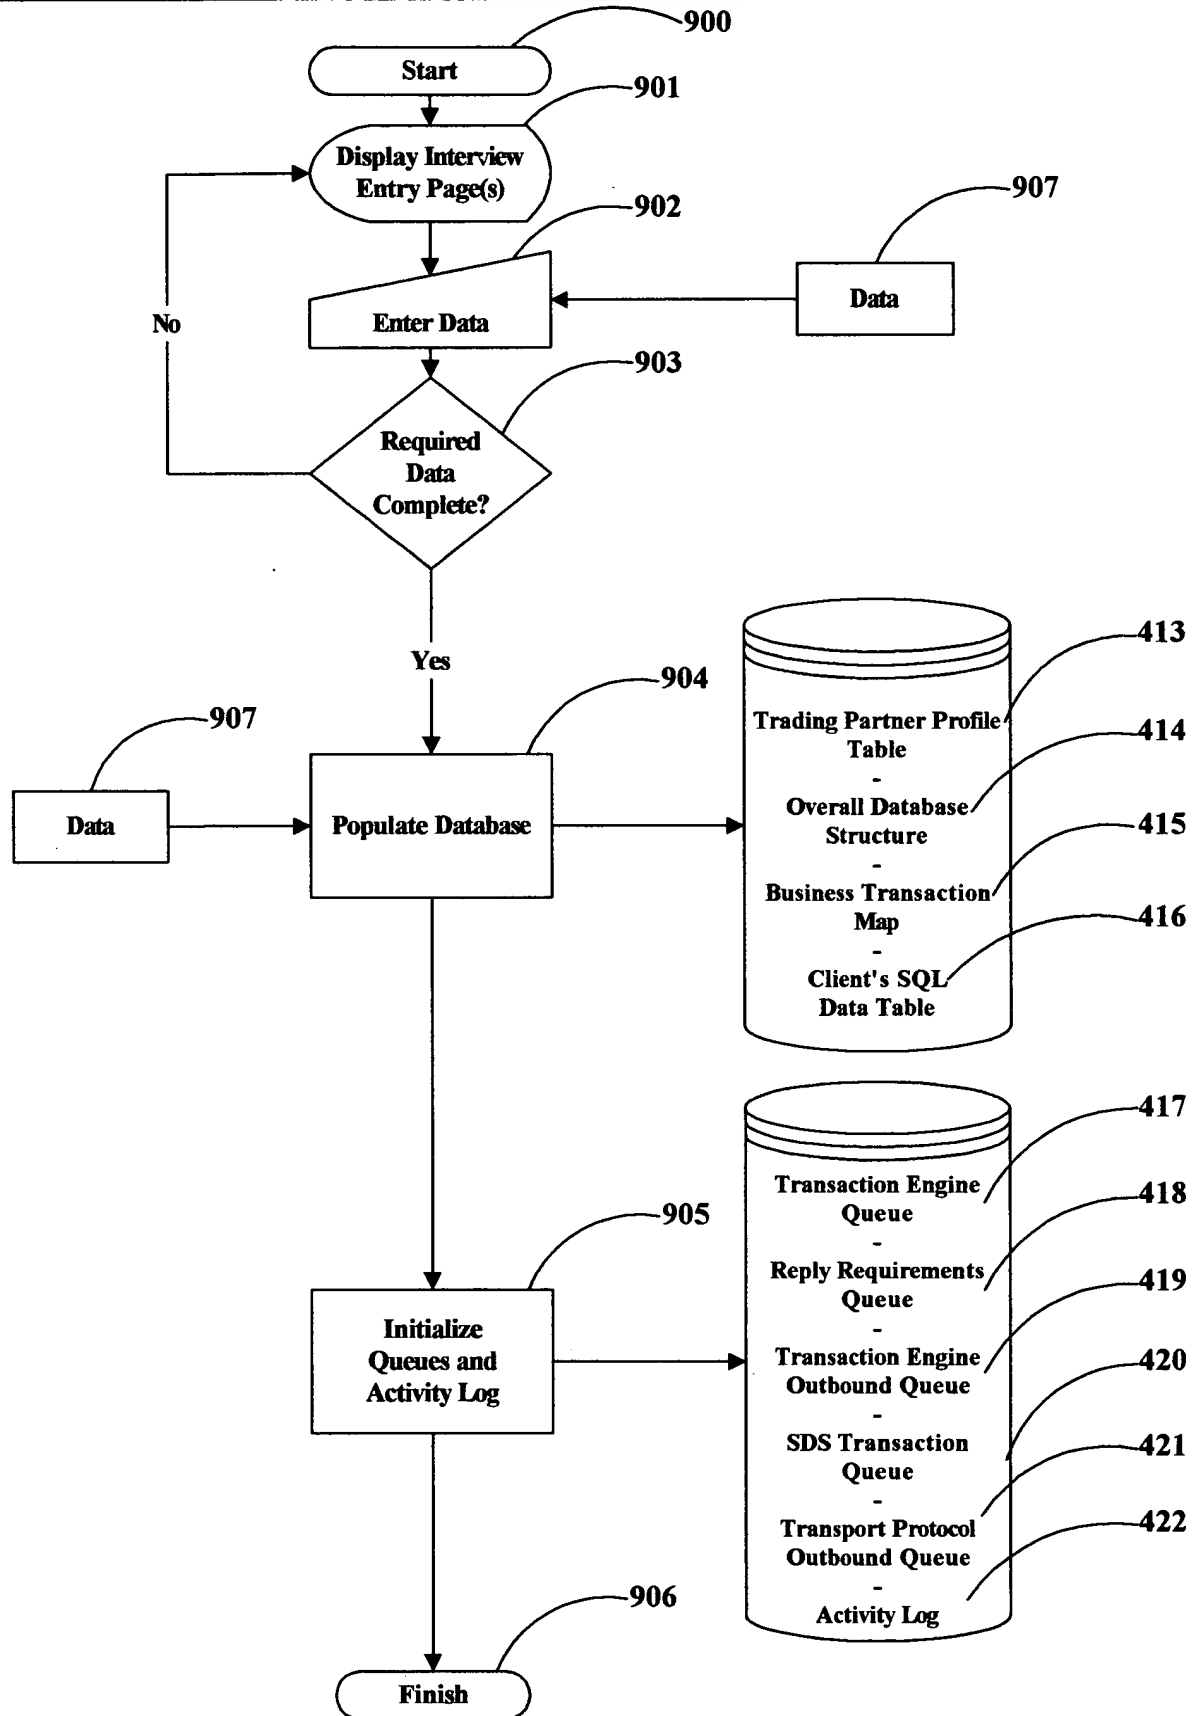 900
Start
901
Display Interview
Entry Page(s)
902
907
Data
No
Enter Data
903
Required
Data
Complete?
Yes
413
904
Trading Partner Profile
Table
-
907
414
Overall Database
Structure
-
Data
Populate Database
415
Business Transaction
Map
-
416
Client's SQL
Data Table
417
Transaction Engine
Queue
-
418
905
Reply Requirements
Queue
-
419
Initialize
Queues and
Activity Log
Transaction Engine
Outbound Queue
-
420
SDS Transaction
Queue
-
421
Transport Protocol
Outbound Queue
-
422
Activity Log
906
Finish